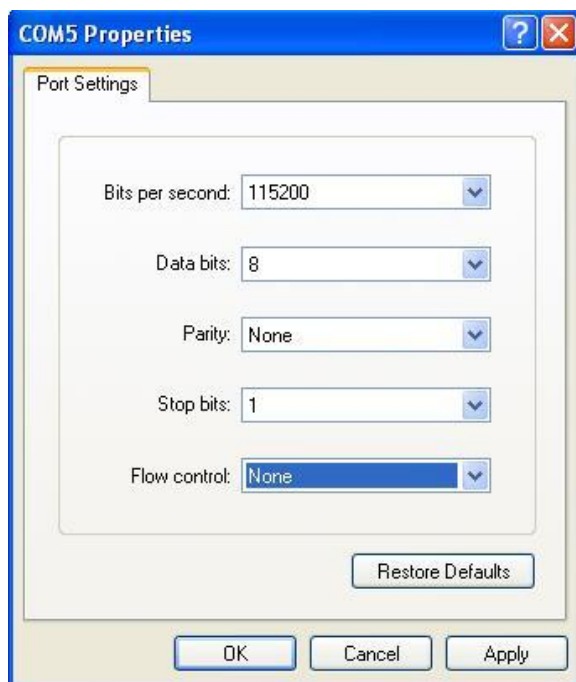 COM5 Properties
Port Settings
Bits per second: 115200
Data bits: 8
Parity: None
Stop bits: 1
Flow control: None
Restore Defaults
OK Cancel Apply